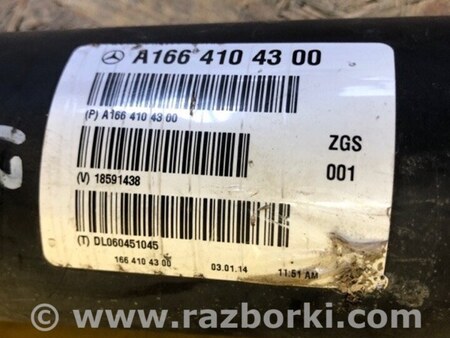 A166 410 43 00
(P) A166 410 43 00
ZGS
001
(V) 18591438
(T) DL060451045
166 410 43 00
03.01.14
11:51 AM
© www.razborki.com